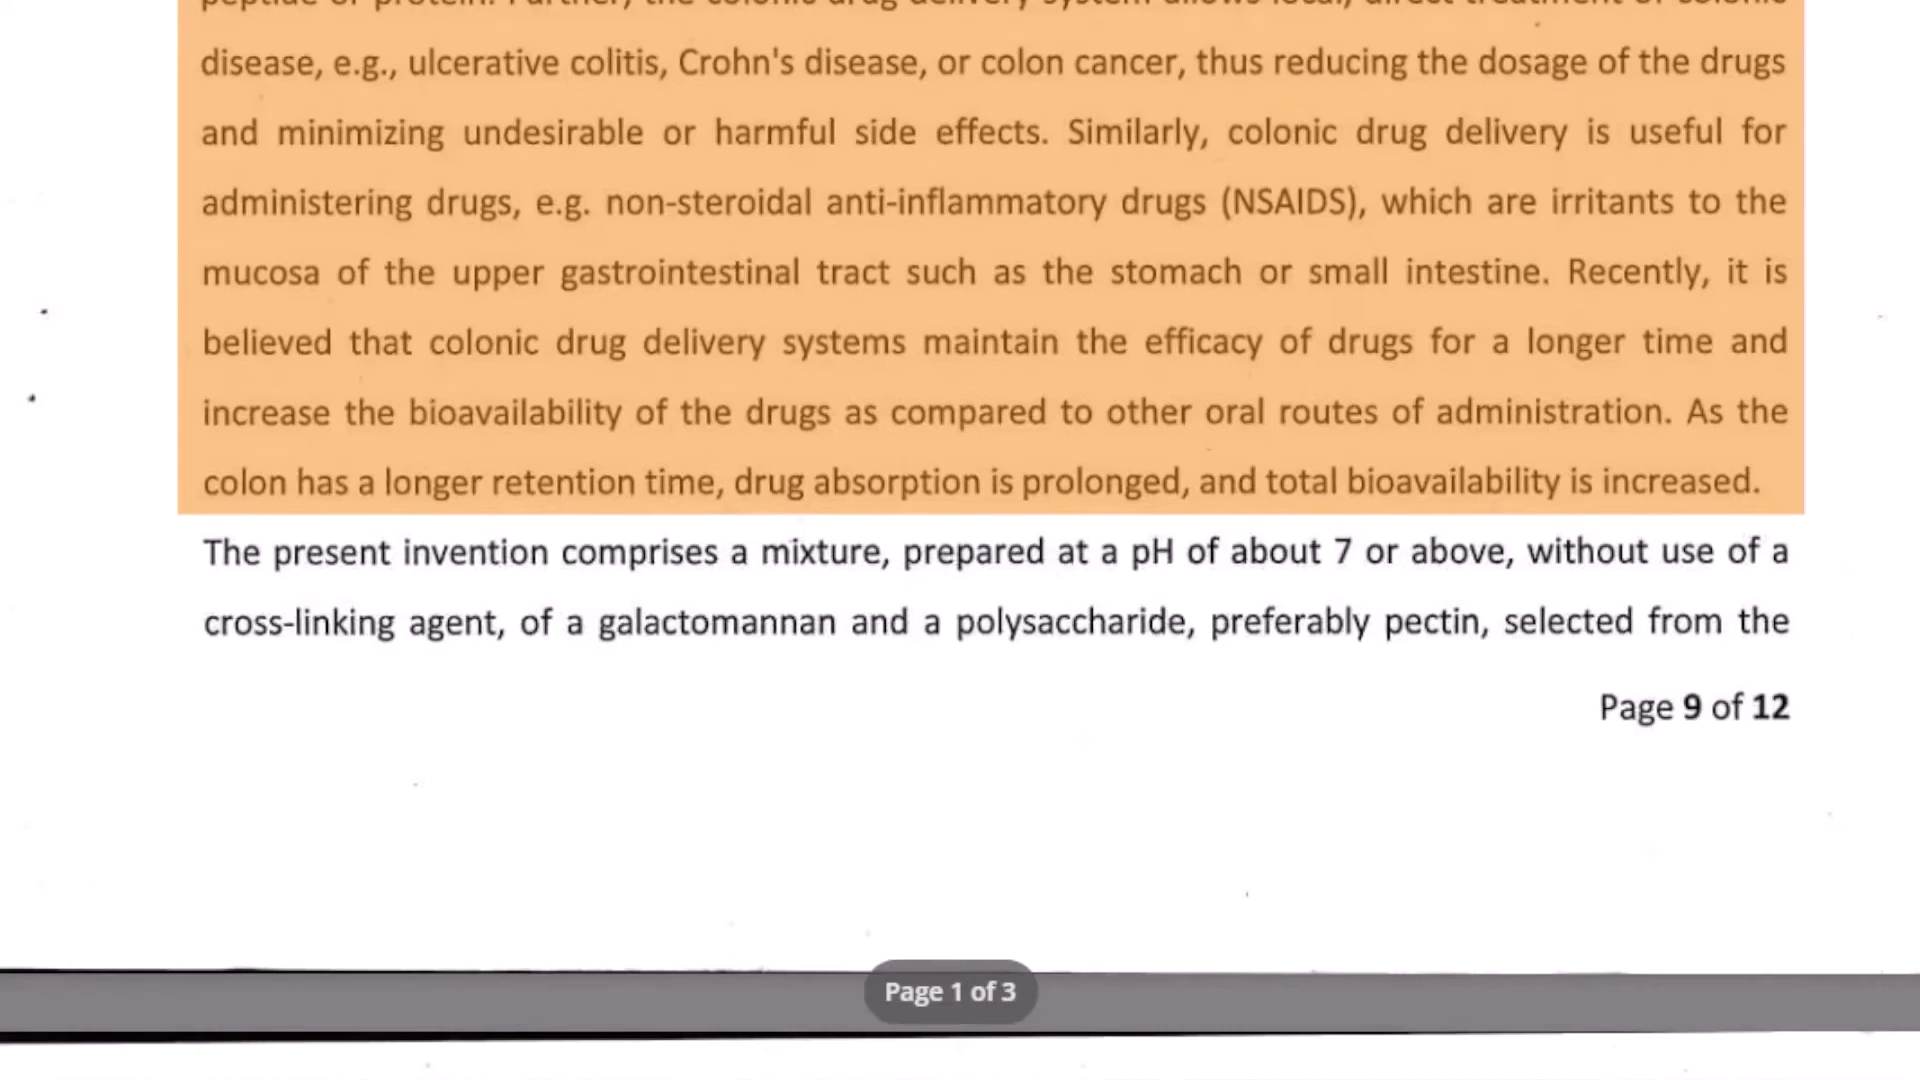 disease, e.g., ulcerative colitis, Crohn's disease, or colon cancer, thus reducing the dosage of the drugs
and minimizing undesirable or harmful side effects. Similarly, colonic drug delivery is useful for
administering drugs, e.g. non-steroidal anti-inflammatory drugs (NSAIDS), which are irritants to the
mucosa of the upper gastrointestinal tract such as the stomach or small intestine. Recently, it is
believed that colonic drug delivery systems maintain the efficacy of drugs for a longer time and
increase the bioavailability of the drugs as compared to other oral routes of administration. As the
colon has a longer retention time, drug absorption is prolonged, and total bioavailability is increased.
The present invention comprises a mixture, prepared at a pH of about 7 or above, without use of a
cross-linking agent, of a galactomannan and a polysaccharide, preferably pectin, selected from the
Page 9 of 12
Page 1 of 3